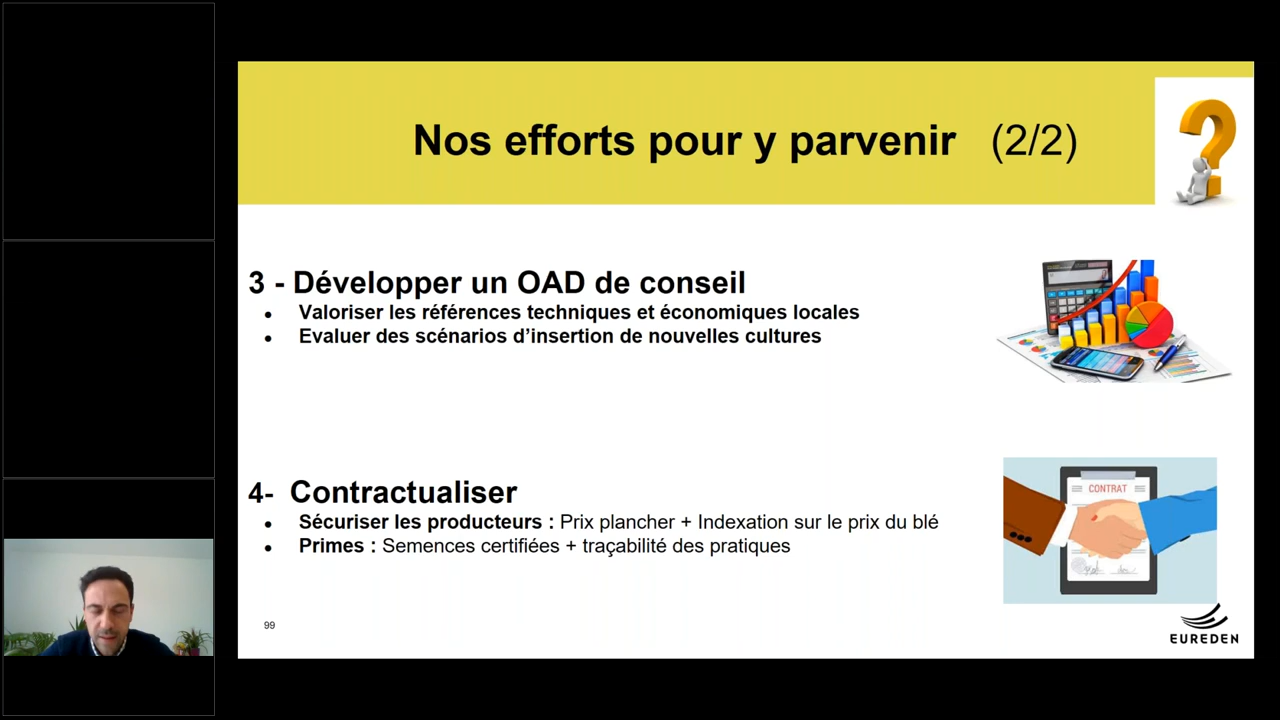 Nos efforts pour y parvenir (2/2)
3 - Développer un OAD de conseil
• Valoriser les références techniques et économiques locales
• Evaluer des scénarios d’insertion de nouvelles cultures
4- Contractualiser
• Sécuriser les producteurs : Prix plancher + Indexation sur le prix du blé
• Primes : Semences certifiées + traçabilité des pratiques
CONTRAT
99
EUREDEN